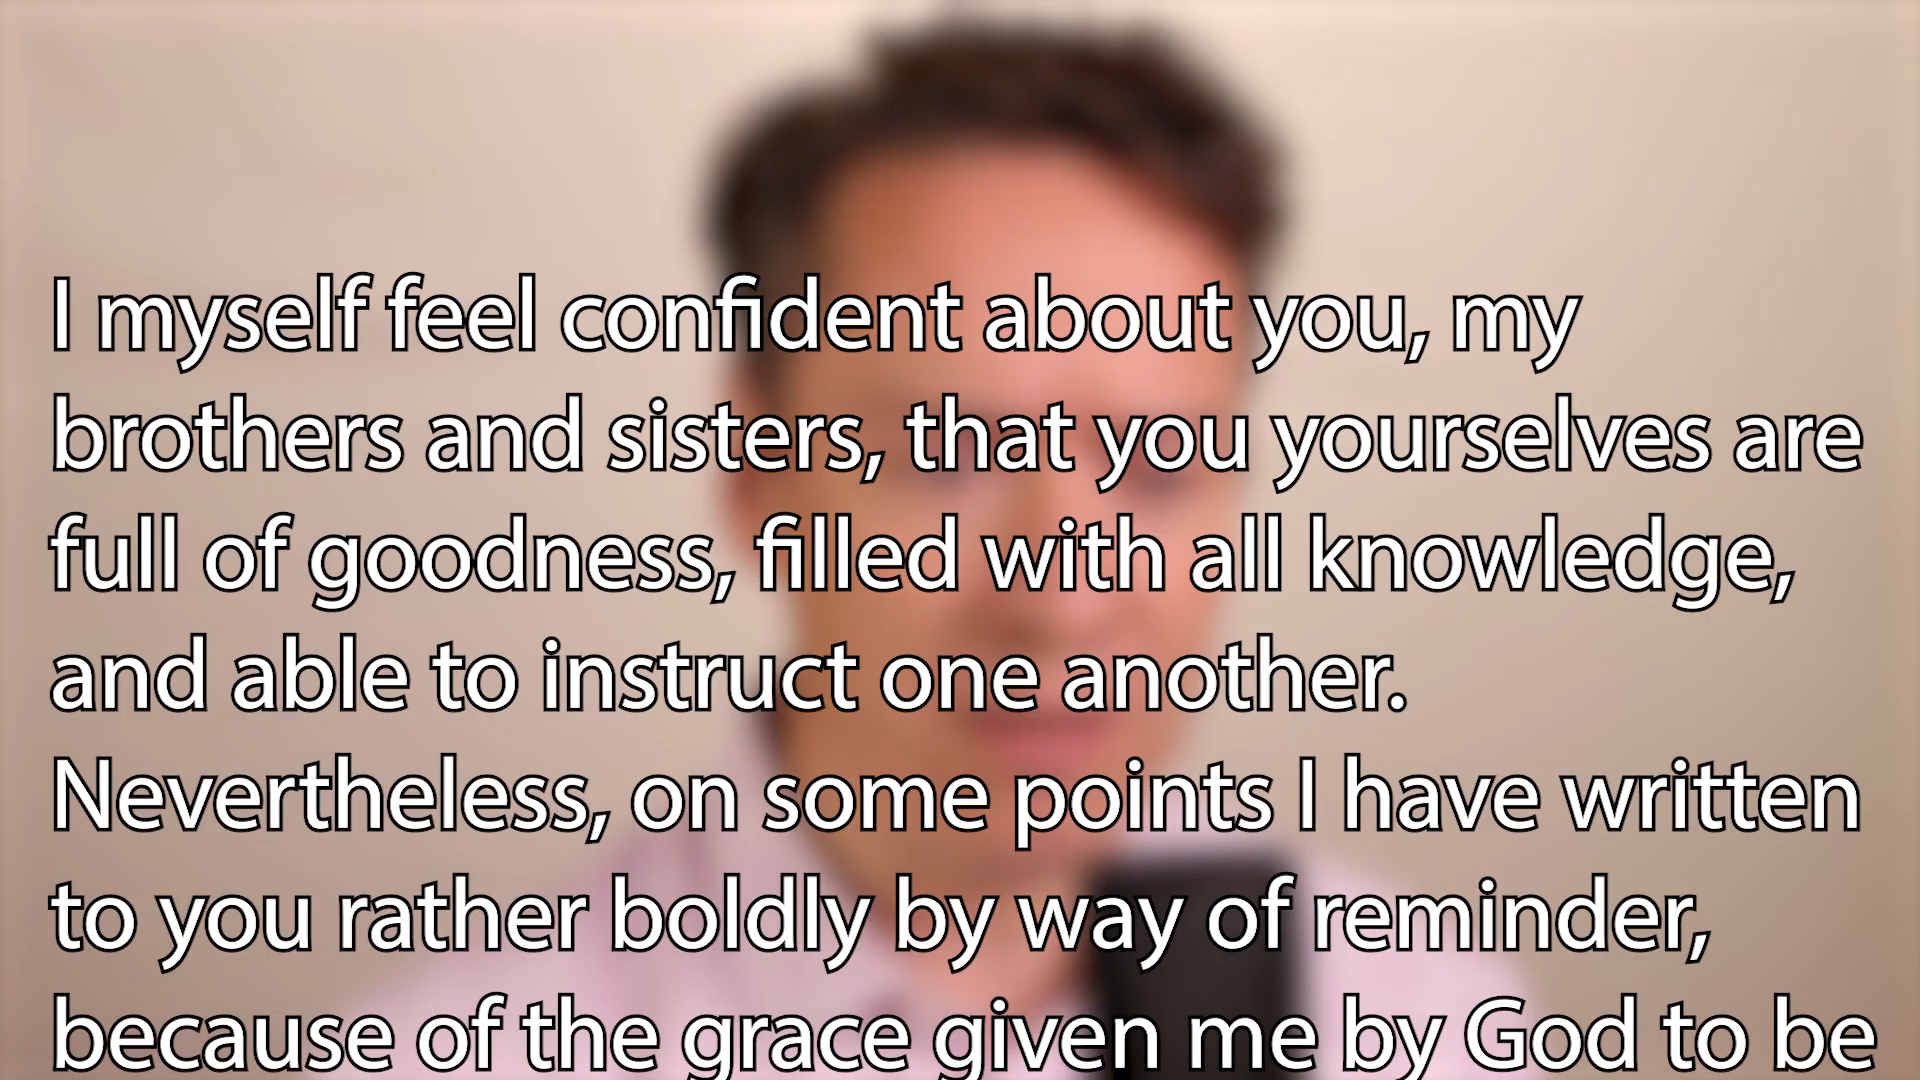 I myself feel confident about you, my
brothers and sisters, that you yourselves are
full of goodness, filled with all knowledge,
and able to instruct one another.
Nevertheless, on some points I have written
to you rather boldly by way of reminder,
because of the grace given me by God to be